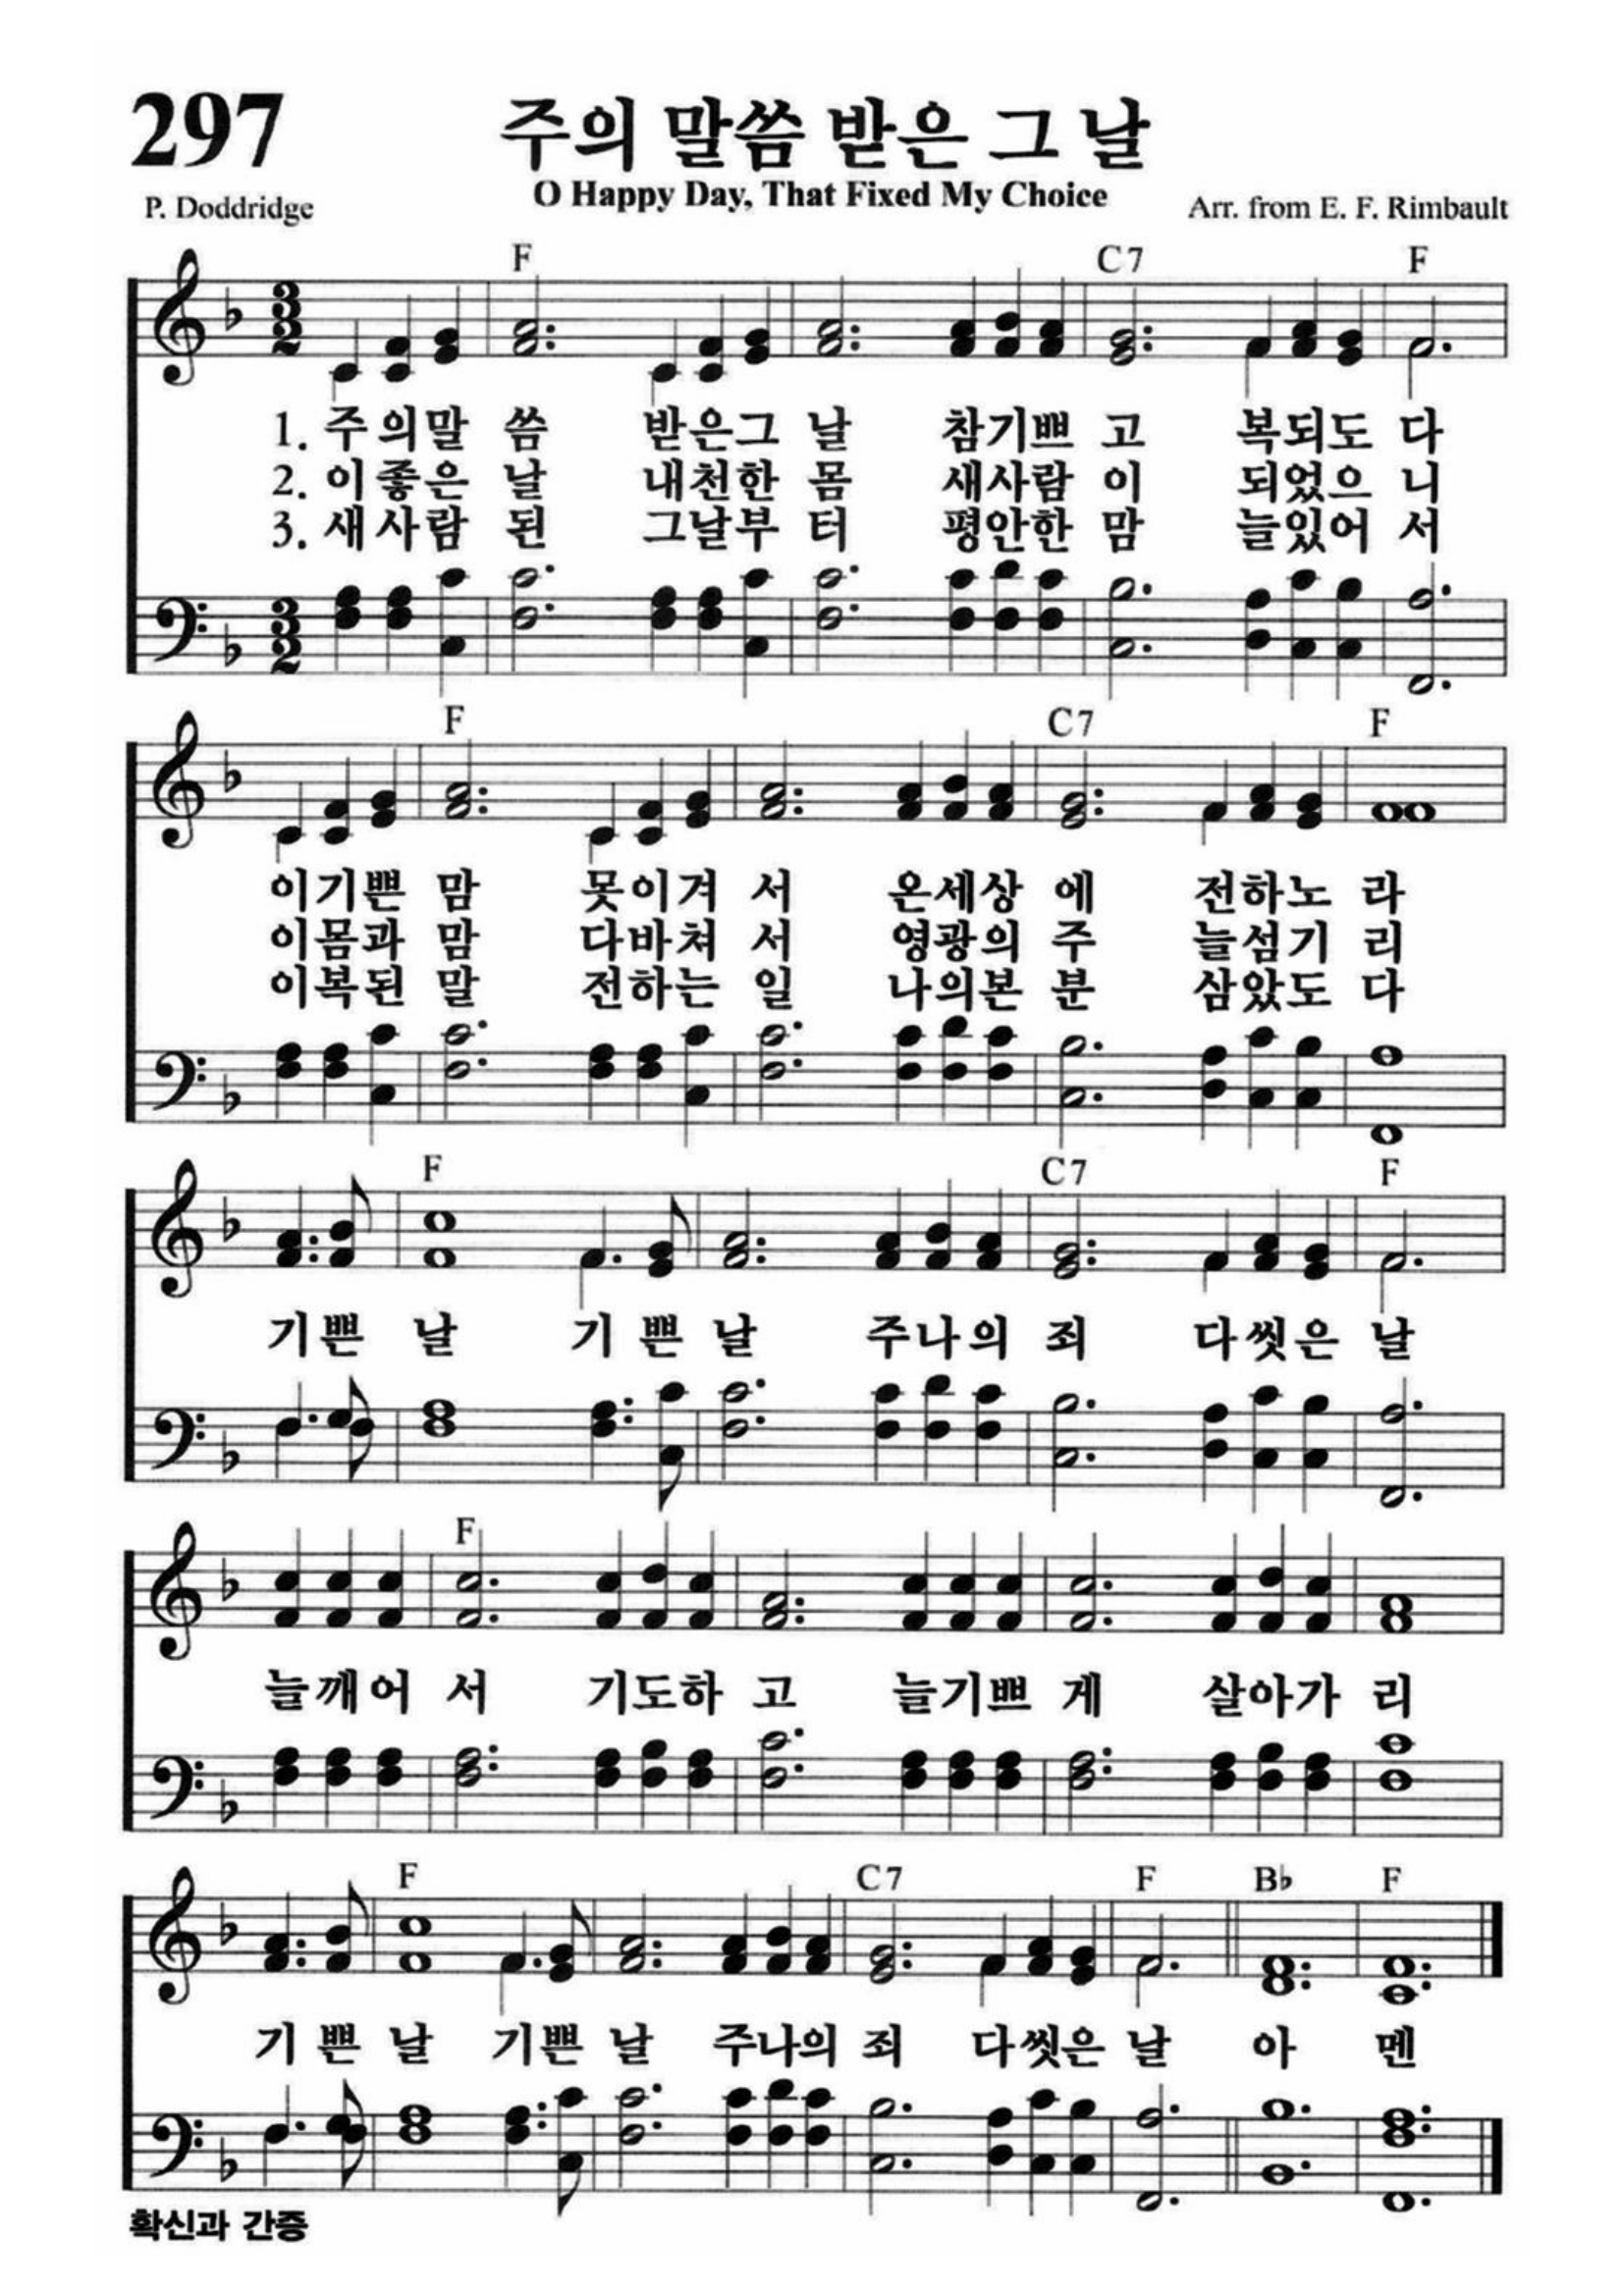 297
주의 말씀 받은 그 날
O Happy Day, That Fixed My Choice
P. Doddridge
Arr. from E. F. Rimbault
F C7 F
1. 주의말 씀 받은그 날 참기쁘 고 복되도 다
2. 이좋은 날 내천한 몸 새사람 이 되었으 니
3. 새사람 된 그날부 터 평안한 맘 늘있어 서
F C7 F
이기쁜 맘 못이겨 서 온세상 에 전하노 라
이몸과 맘 다바쳐 서 영광의 주 늘섬기 리
이복된 말 전하는 일 나의본 분 삼았도 다
F C7 F
기쁜 날 기 쁜 날 주나의 죄 다씻은 날
F
늘깨어 서 기도하 고 늘기쁘 게 살아가 리
F C7 F B♭ F
기 쁜 날 기쁜 날 주나의 죄 다씻은 날 아 멘
확신과 간증